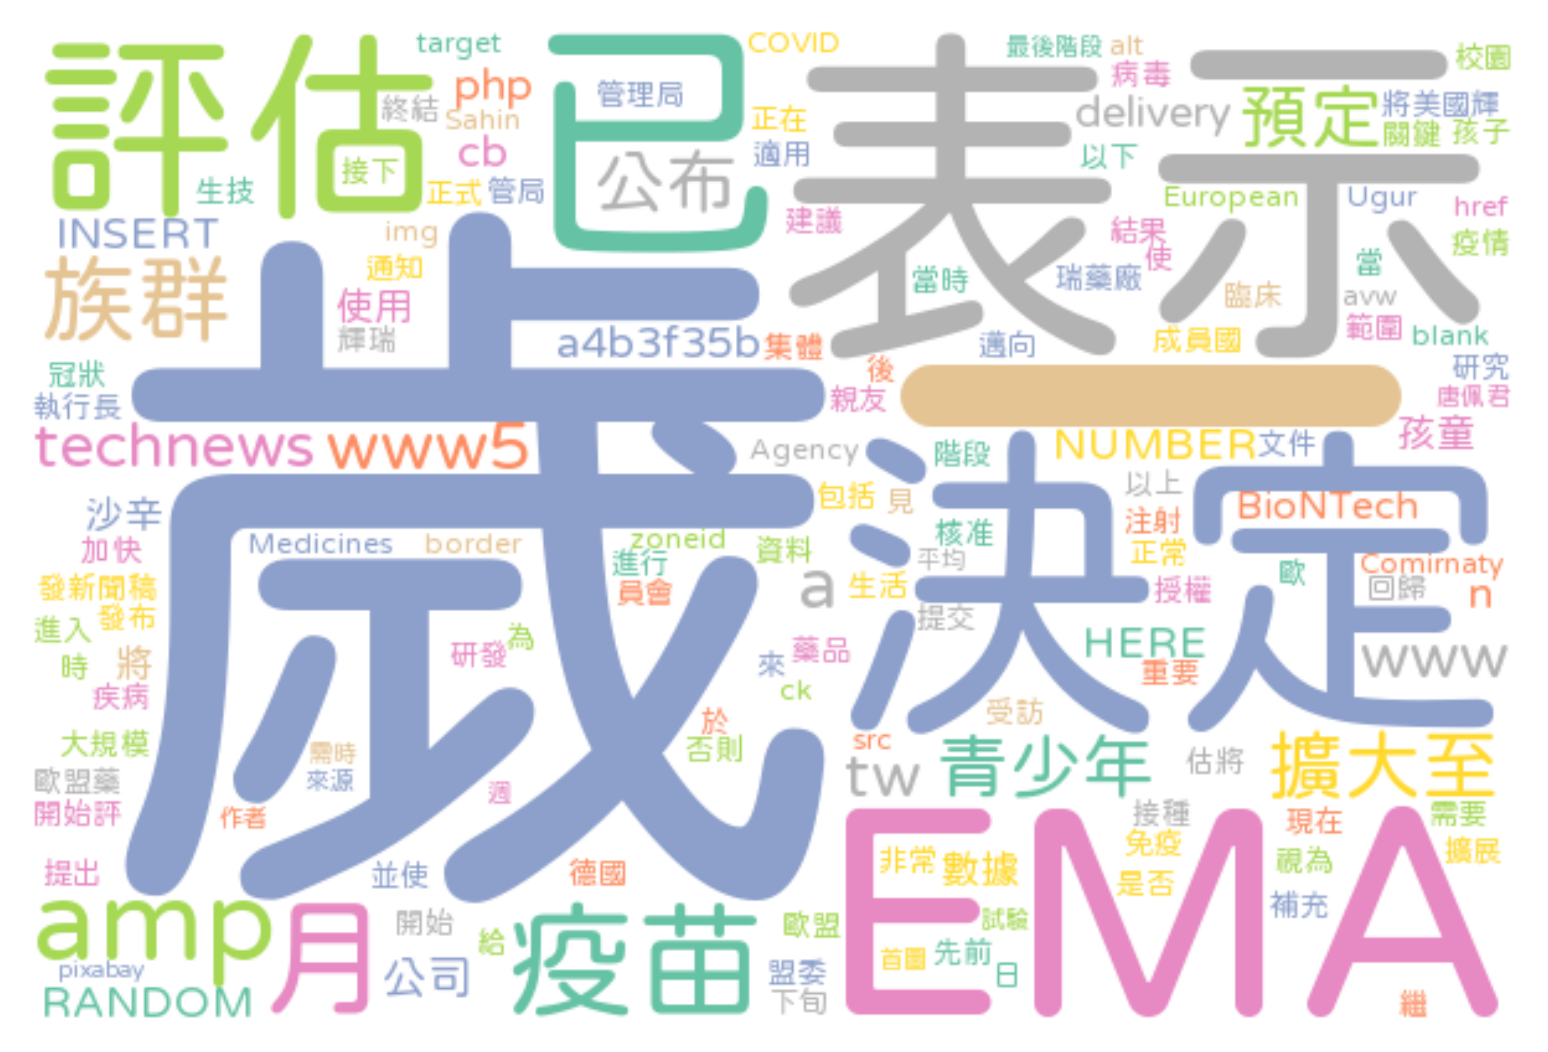 評估
已
表示
target
COVID
最後階段
alt
校園
php
管理局
病毒
終結
Sahin
正在
delivery
預定
將美國輝
關鍵
孩子
cb
適用
以下
接下
公布
生技
正式
管局
European
Ugur
href
INSERT
img
建議
結果
疫情
使
族群
通知
當時
瑞藥廠
當
臨床
avw
使用
範圍
輝瑞
a4b3f35b
集體
邁向
成員國
blank
歲
冠狀
後
一
研究
執行長
親友
唐佩君
technews
www5
Agency
階段
NUMBER
文件
孩童
決定
沙辛
包括
見
以上
BioNTech
加快
Medicines
border
zoneid
資料
核准
注射
正常
進行
平均
歐
Comirnaty
發新聞稿
員會
a
生活
授權
回歸
n
發布
提交
進入
為
研發
HERE
時
將
來
藥品
重要
www
疾病
ck
於
受訪
大規模
需時
否則
src
青少年
估將
擴大至
歐盟藥
來源
tw
開始評
週
作者
EMA
接種
現在
需要
提出
並使
德國
非常
數據
免疫
視為
擴展
是否
amp
月
開始
給
疫苗
歐盟
試驗
補充
pixabay
公司
盟委
首圖
先前
日
RANDOM
下旬
繼